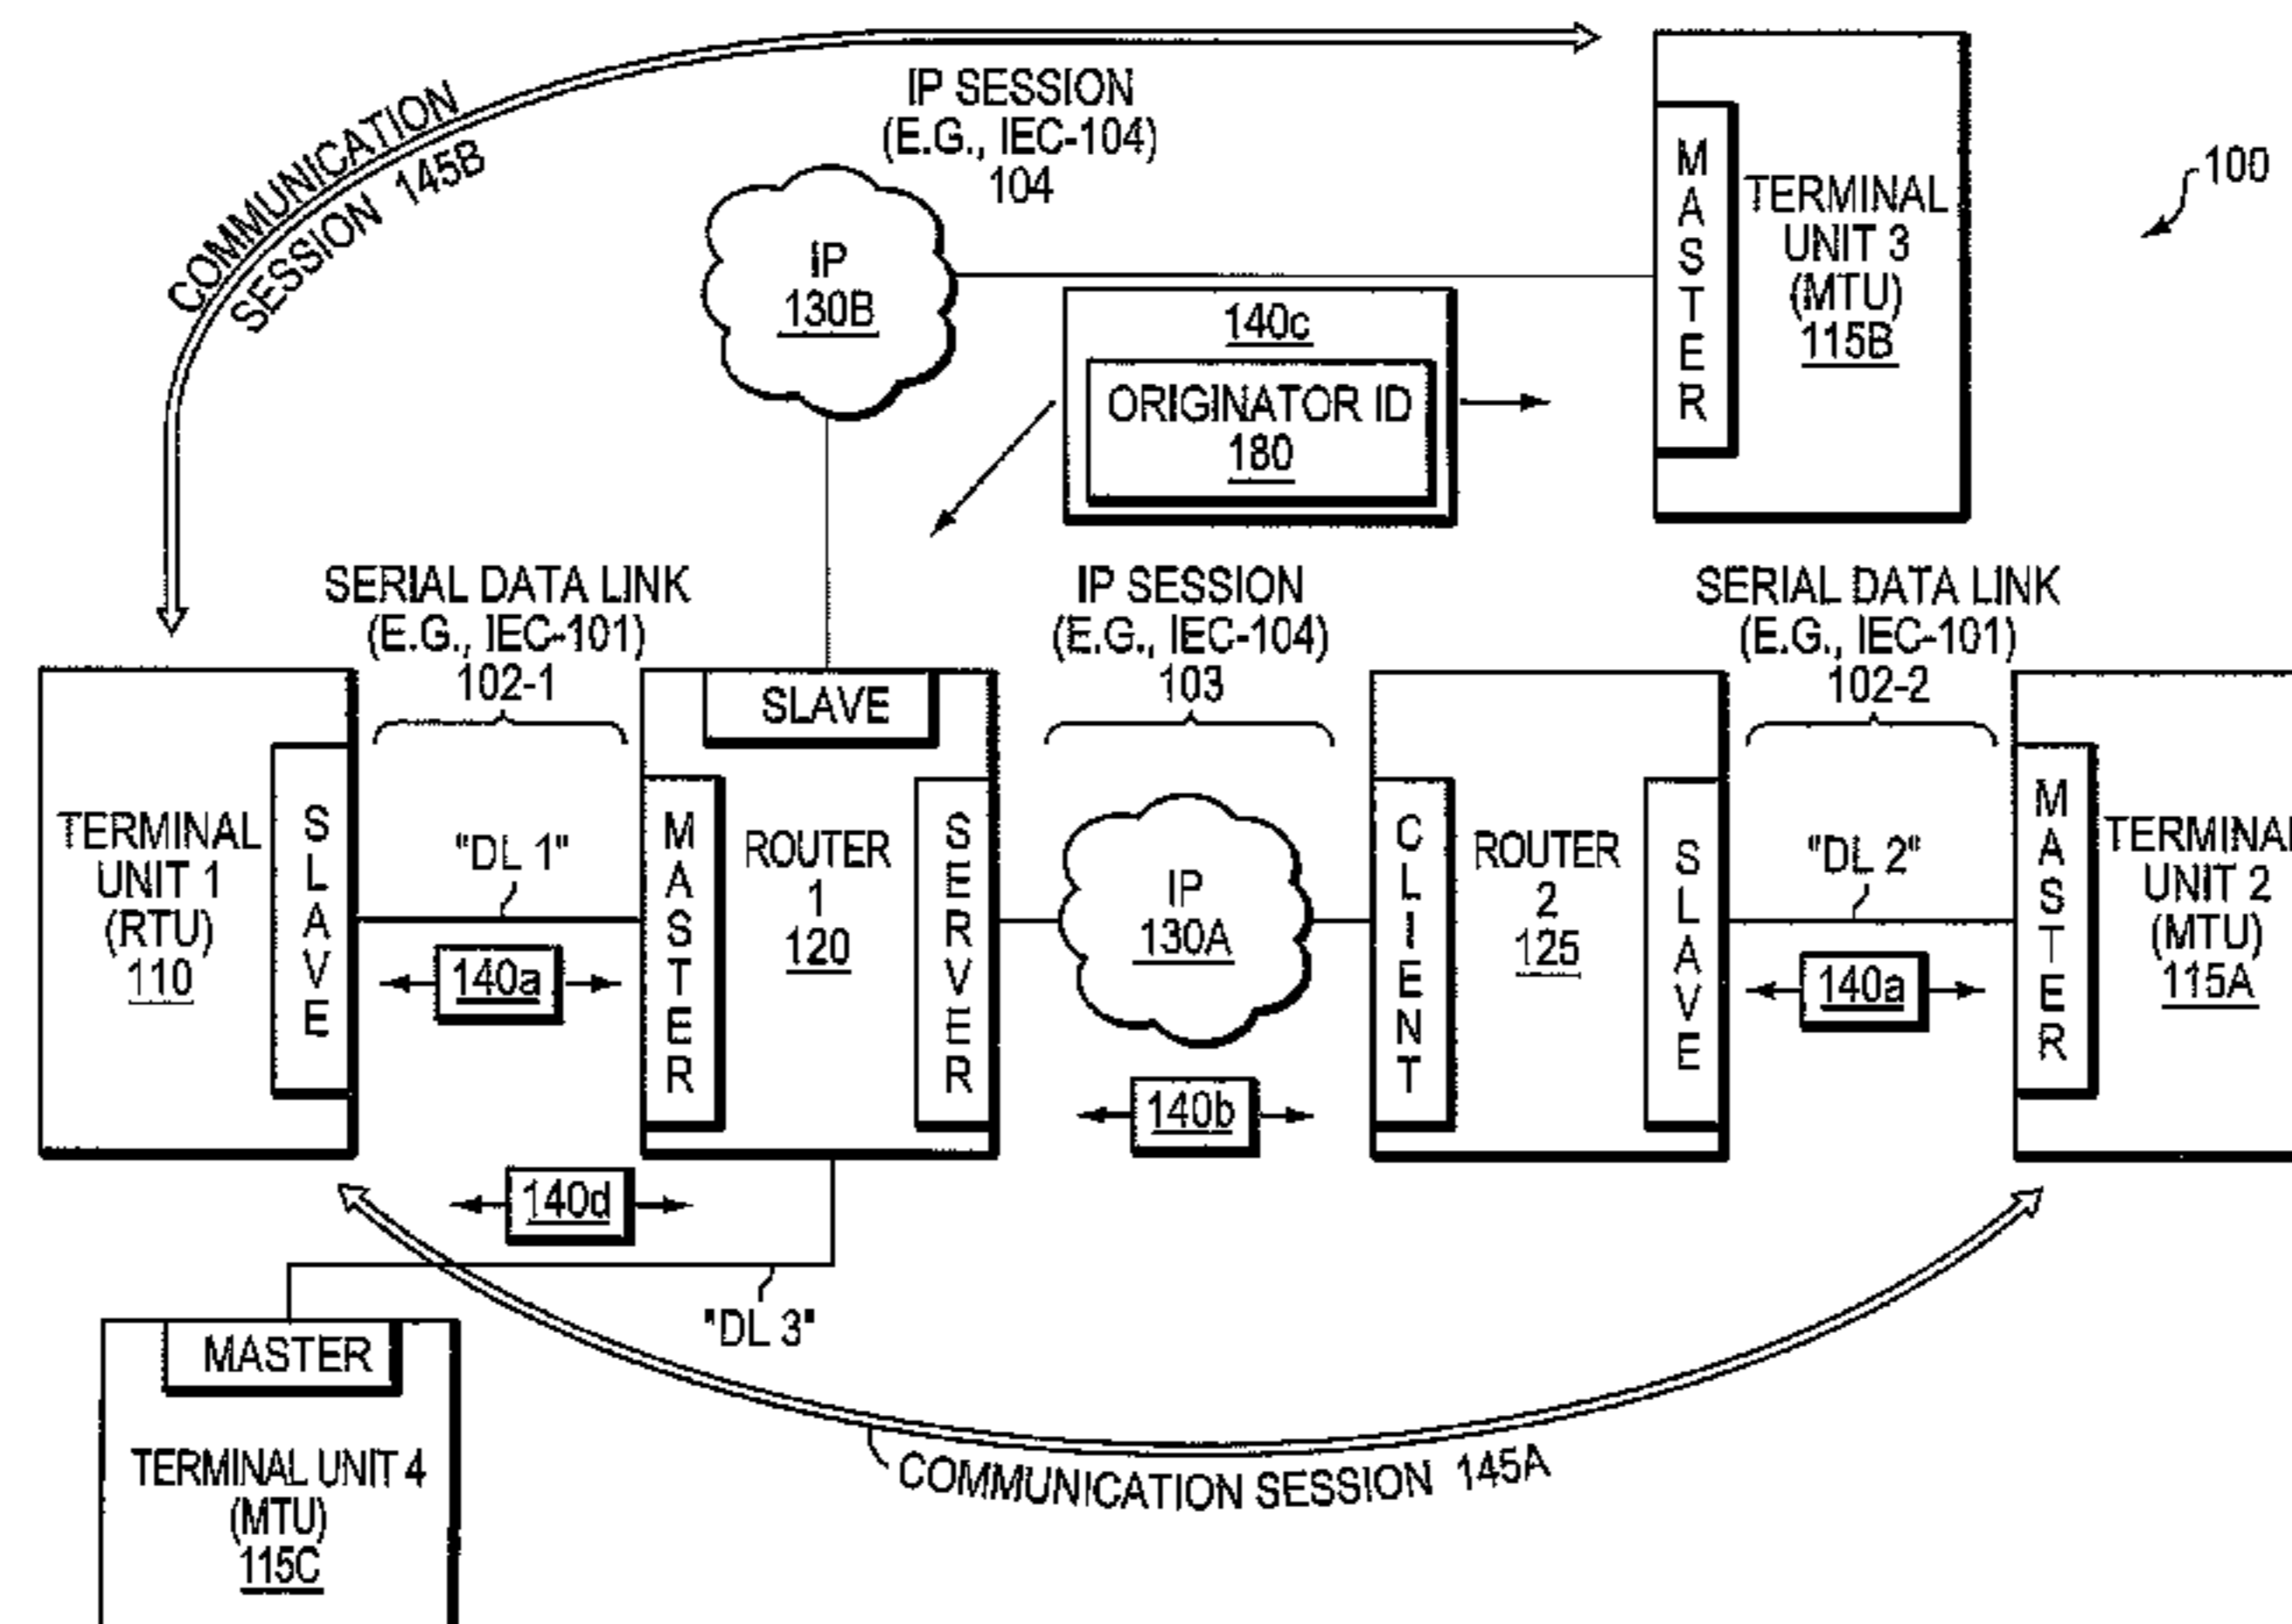 COMMUNICATION
SESSION 145B
IP SESSION
(E.G., IEC-104)
104
IP
130B
140c
ORIGINATOR ID
180
MASTER
TERMINAL
UNIT 3
(MTU)
115B
100
SERIAL DATA LINK
(E.G., IEC-101)
102-1
IP SESSION
(E.G., IEC-104)
103
SERIAL DATA LINK
(E.G., IEC-101)
102-2
TERMINAL
UNIT 1
(RTU)
110
SLAVE
"DL 1"
140a
SLAVE
MASTER
ROUTER
1
120
SERVER
IP
130A
140b
CLIENT
ROUTER
2
125
SLAVE
"DL 2"
140a
MASTER
TERMINAL
UNIT 2
(MTU)
115A
140d
"DL 3"
MASTER
TERMINAL UNIT 4
(MTU)
115C
COMMUNICATION SESSION 145A